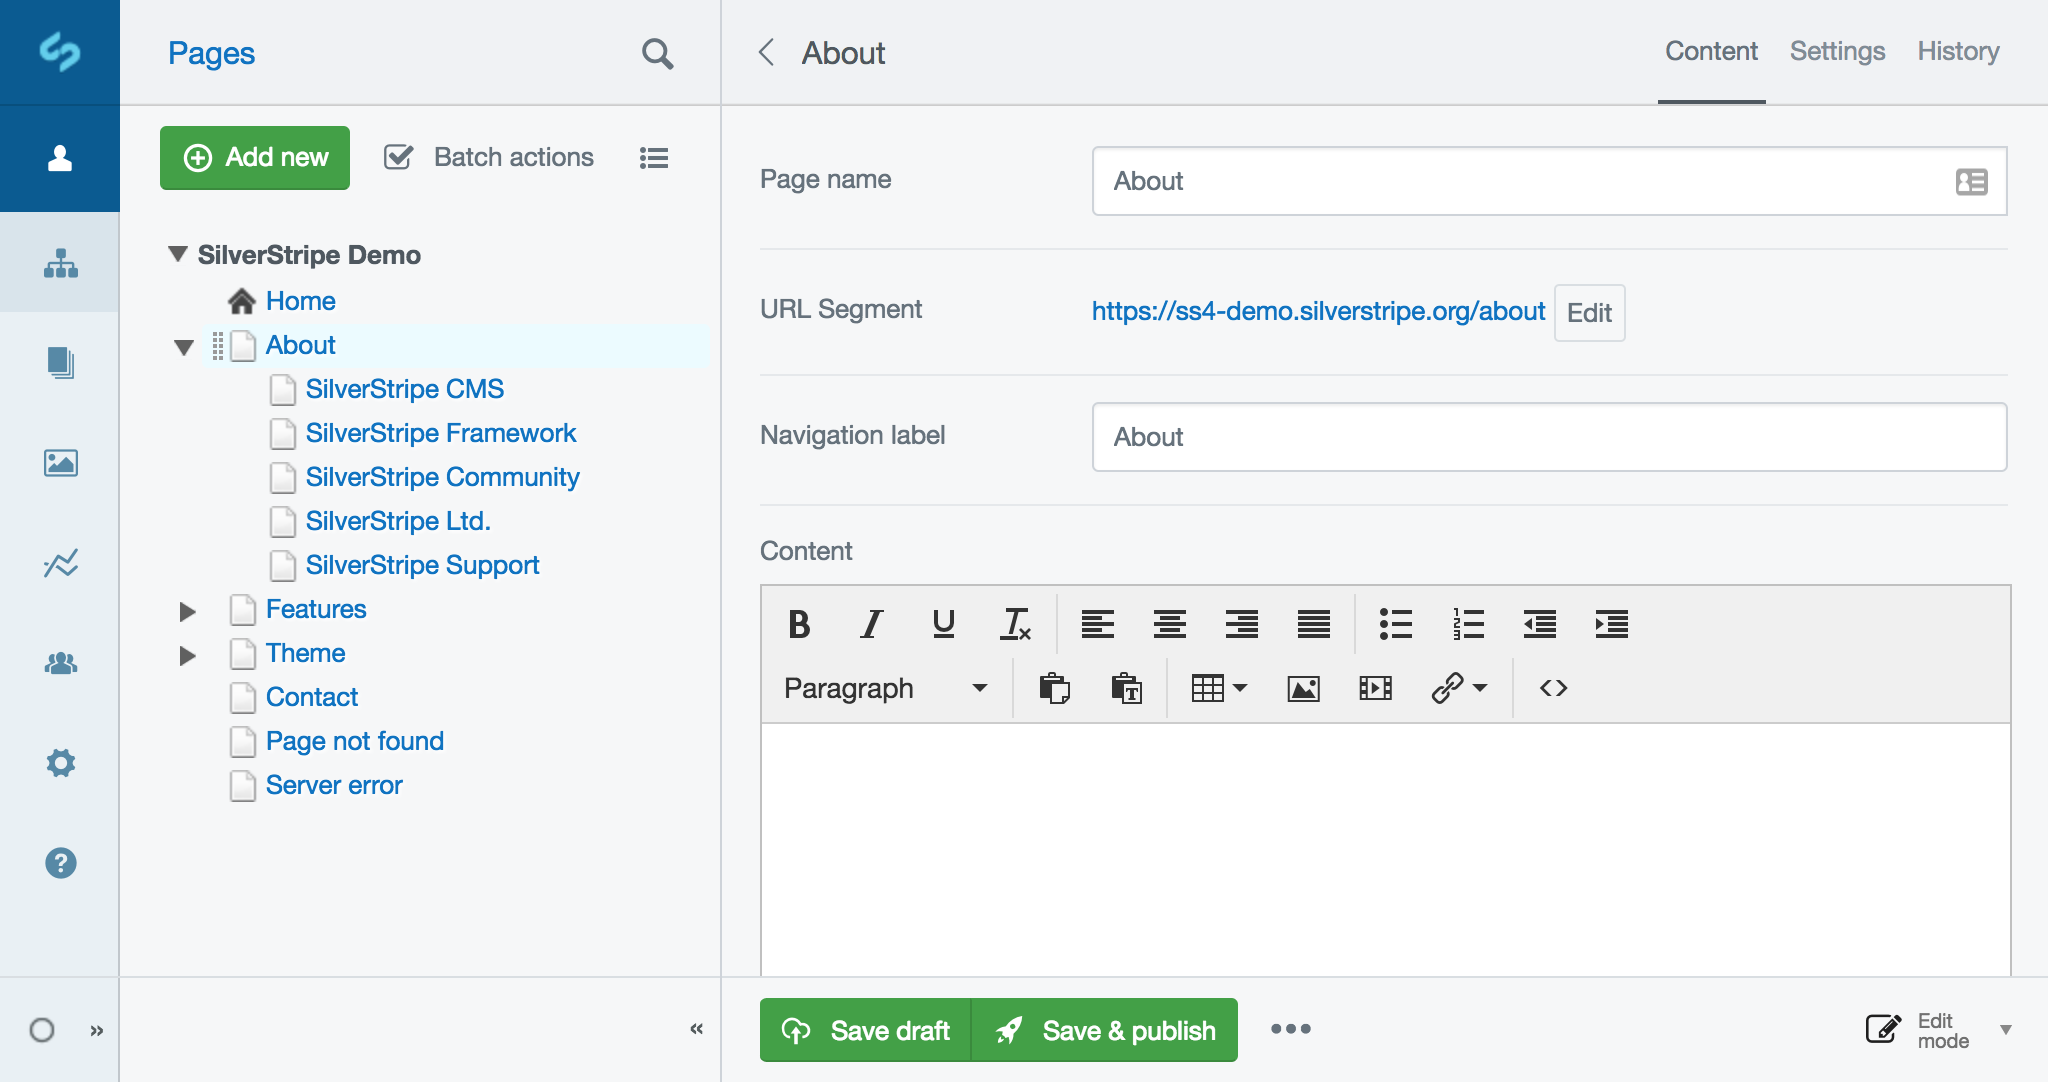 Pages
About
Content
Settings
History
Add new
Batch actions
SilverStripe Demo
Home
About
SilverStripe CMS
SilverStripe Framework
SilverStripe Community
SilverStripe Ltd.
SilverStripe Support
Features
Theme
Contact
Page not found
Server error
Page name
About
URL Segment
https://ss4-demo.silverstripe.org/about
Edit
Navigation label
About
Content
Paragraph
Save draft
Save & publish
Edit
mode